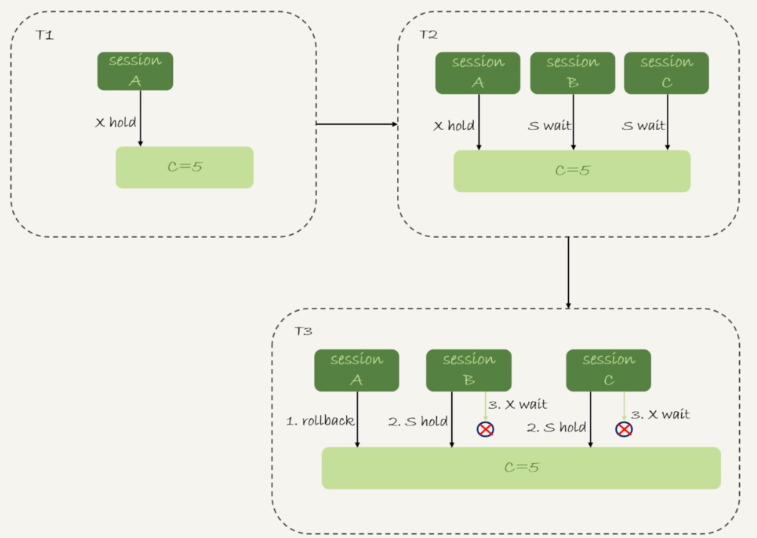 T1
session
A
X hold
C=5
T2
session
A
session
B
session
C
X hold
S wait
S wait
C=5
T3
session
A
session
B
session
C
1. rollback
2. S hold
3. X wait
2. S hold
3. X wait
C=5